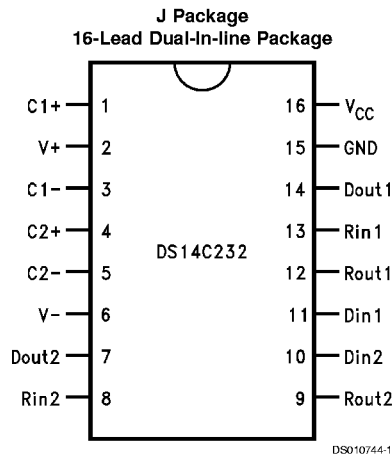 J Package
16-Lead Dual-In-line Package
C1+ 1 16 VCC
V+ 2 15 GND
C1- 3 14 Dout1
C2+ 4 13 Rin1
DS14C232
C2- 5 12 Rout1
V- 6 11 Din1
Dout2 7 10 Din2
Rin2 8 9 Rout2
DS010744-1